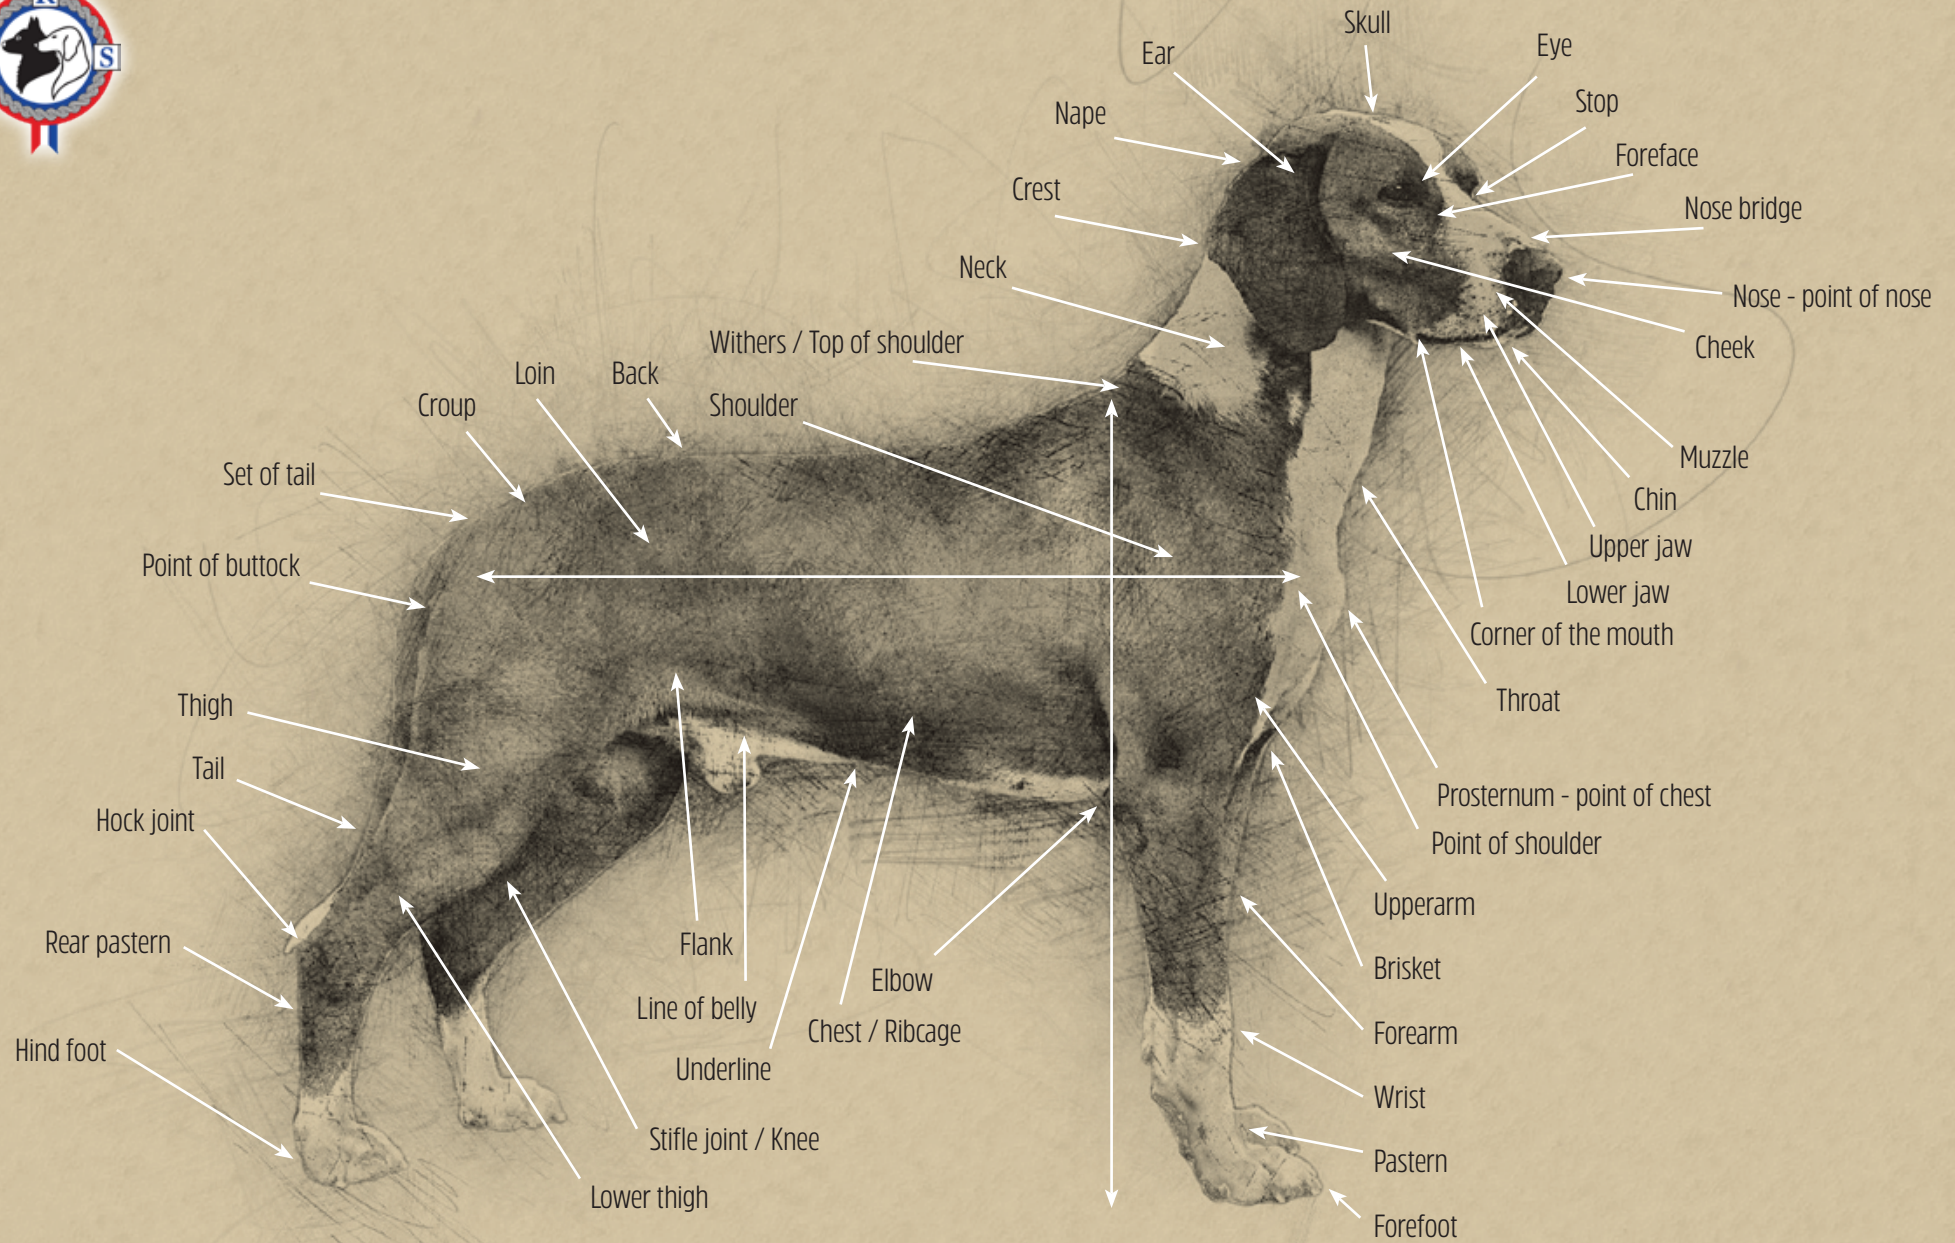 K
S
Skull
Ear
Eye
Stop
Nape
Foreface
Crest
Nose bridge
Neck
Nose - point of nose
Withers / Top of shoulder
Cheek
Loin
Back
Croup
Shoulder
Muzzle
Set of tail
Chin
Upper jaw
Point of buttock
Lower jaw
Corner of the mouth
Thigh
Throat
Tail
Prosternum - point of chest
Hock joint
Point of shoulder
Upperarm
Rear pastern
Flank
Brisket
Elbow
Line of belly
Chest / Ribcage
Forearm
Hind foot
Underline
Wrist
Stifle joint / Knee
Pastern
Lower thigh
Forefoot